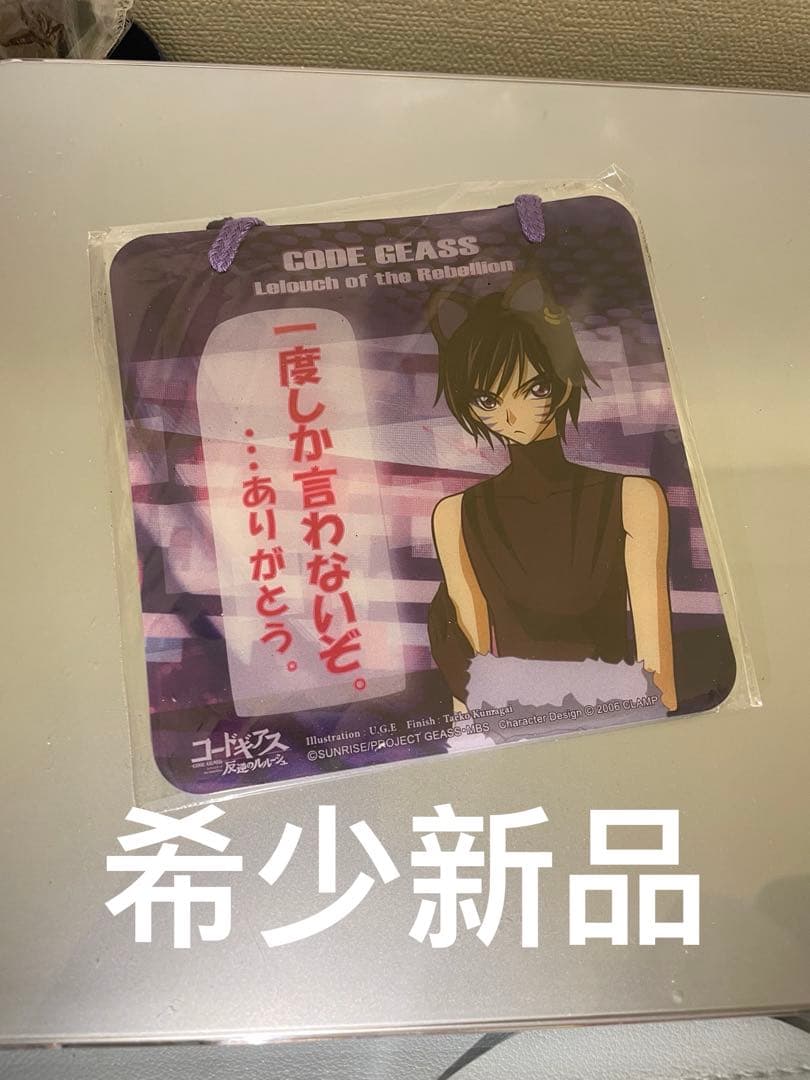 CODE GEASS
Lelouch of the Rebellion
一度しか言わないぞ。
…ありがとう。
Illustration : U.G.E Finish : Taeko Kumagai
©SUNRISE/PROJECT GEASS・MBS Character Design © 2006 CLAMP
コードギアス
反逆のルルーシュ
希少新品